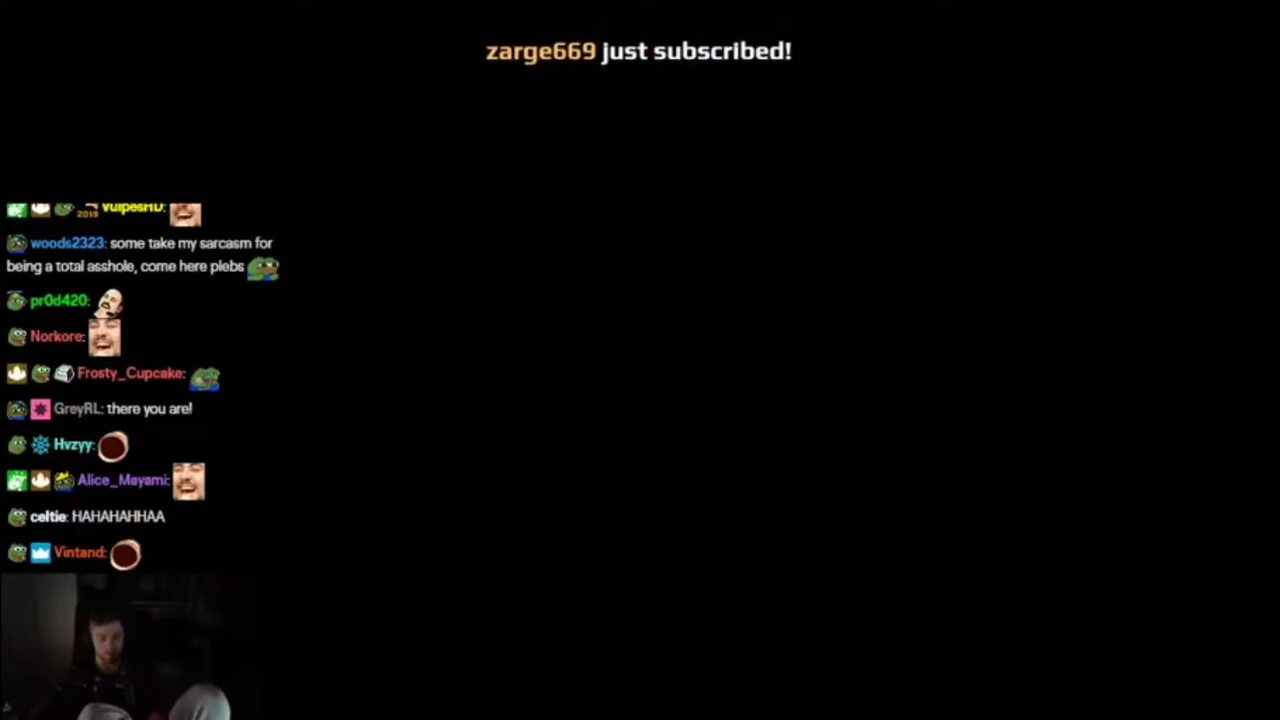 zarge669 just subscribed!
2019 VulpesHD:
woods2323: some take my sarcasm for
being a total asshole, come here plebs
pr0d420:
Norkore:
Frosty_Cupcake:
GreyRL: there you are!
Hvzyy:
Alice_Mayami:
celtie: HAHAHAHHAA
Vintand: